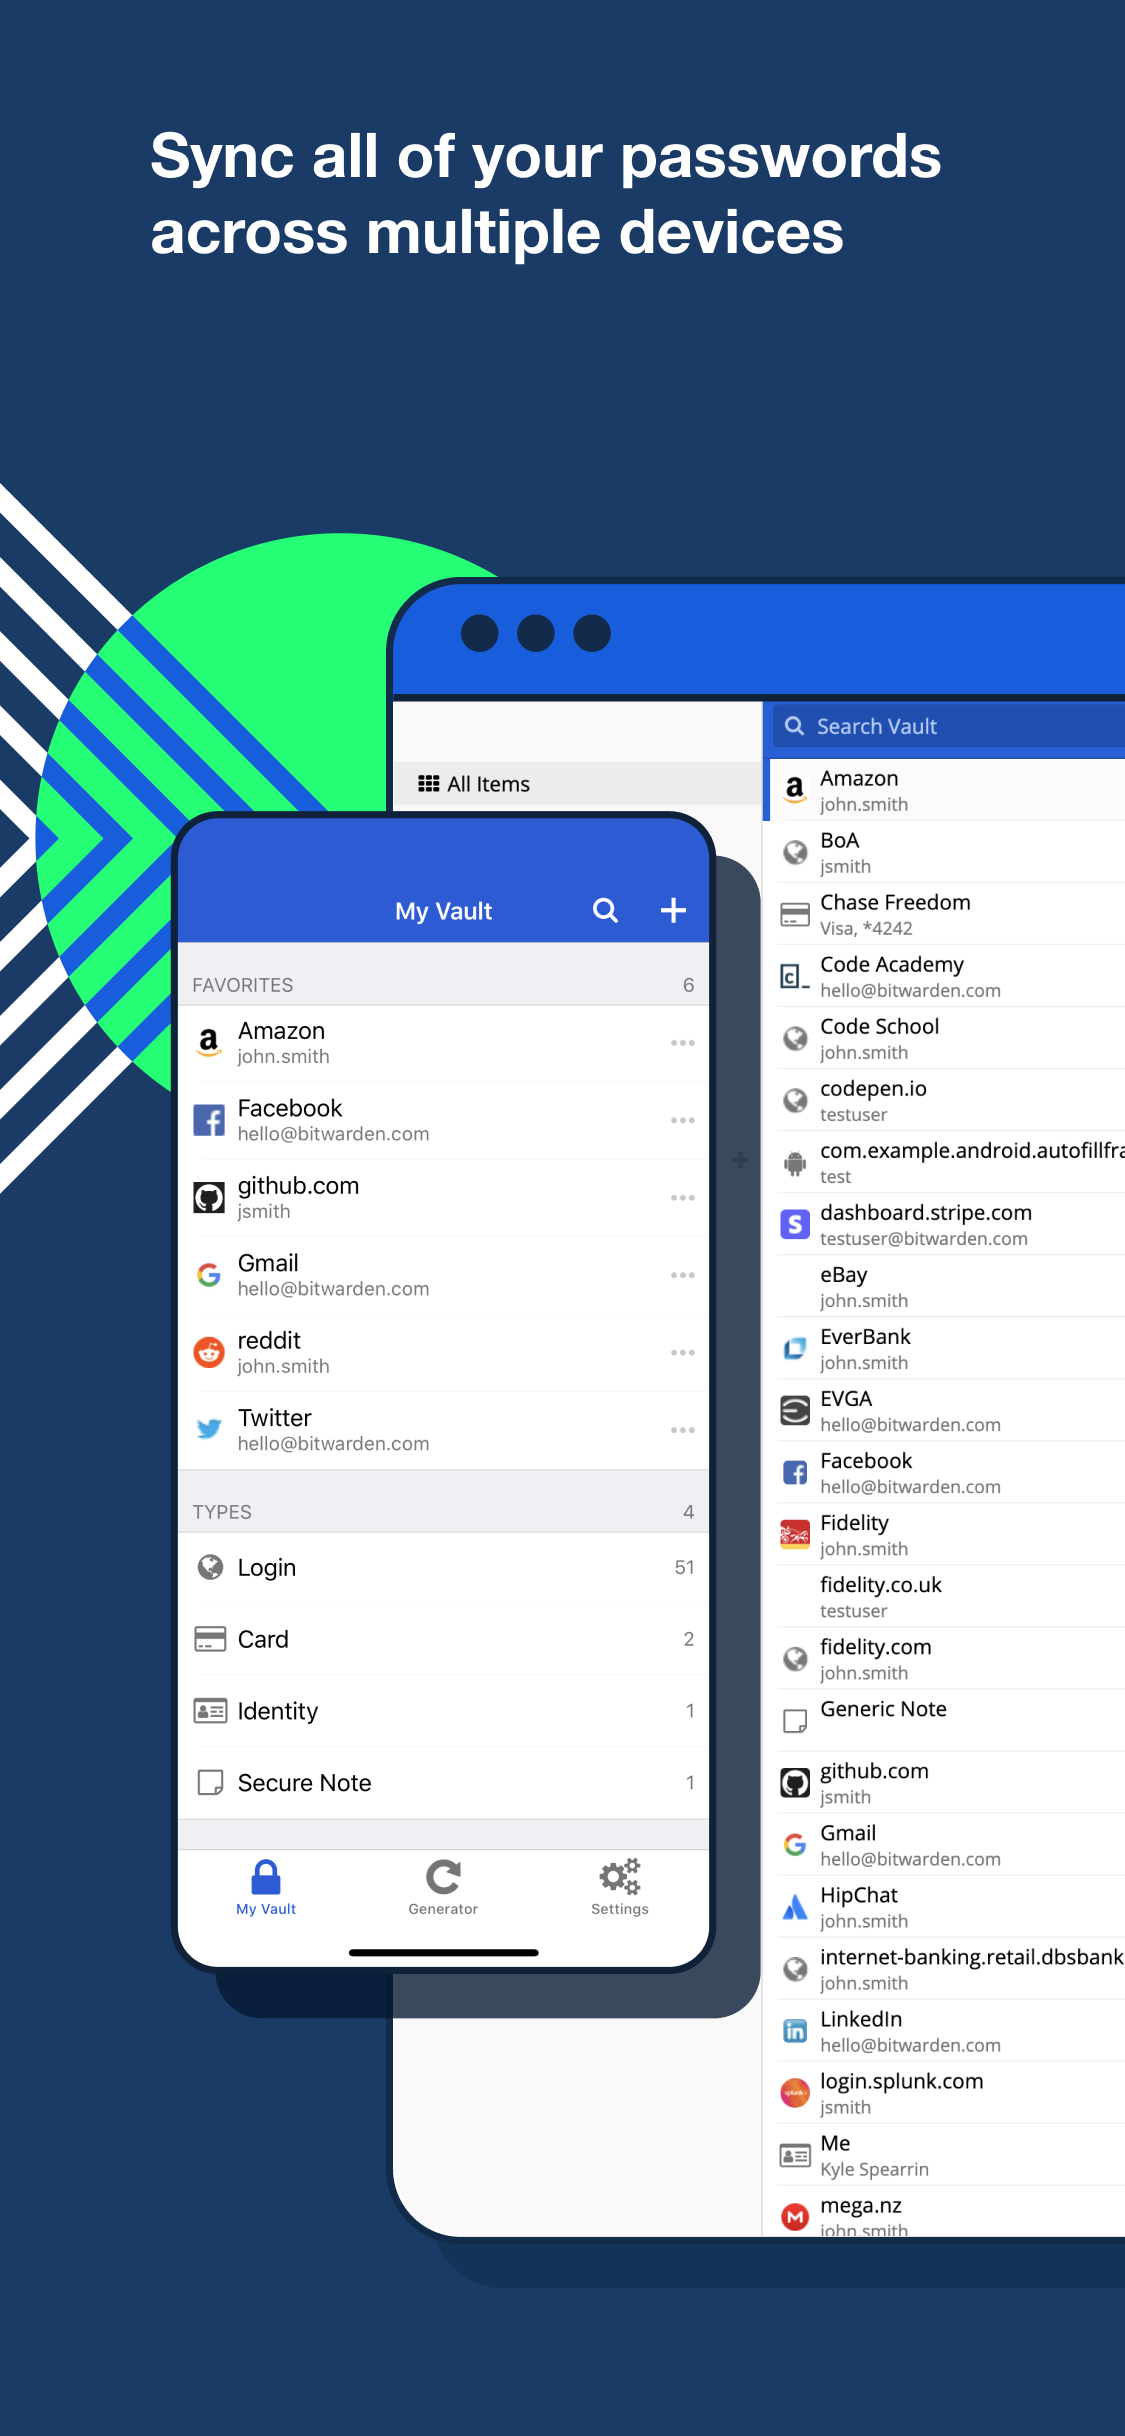 Sync all of your passwords
across multiple devices
Search Vault
All Items
Amazon
john.smith
BoA
jsmith
Chase Freedom
Visa, *4242
Code Academy
hello@bitwarden.com
Code School
john.smith
codepen.io
testuser
com.example.android.autofillfra
test
dashboard.stripe.com
testuser@bitwarden.com
eBay
john.smith
EverBank
john.smith
EVGA
hello@bitwarden.com
Facebook
hello@bitwarden.com
Fidelity
john.smith
fidelity.co.uk
testuser
fidelity.com
john.smith
Generic Note
github.com
jsmith
Gmail
hello@bitwarden.com
HipChat
john.smith
internet-banking.retail.dbsbank
john.smith
LinkedIn
hello@bitwarden.com
login.splunk.com
jsmith
Me
Kyle Spearrin
mega.nz
john.smith
My Vault
FAVORITES 6
Amazon
john.smith
Facebook
hello@bitwarden.com
github.com
jsmith
Gmail
hello@bitwarden.com
reddit
john.smith
Twitter
hello@bitwarden.com
TYPES 4
Login 51
Card 2
Identity 1
Secure Note 1
My Vault Generator Settings